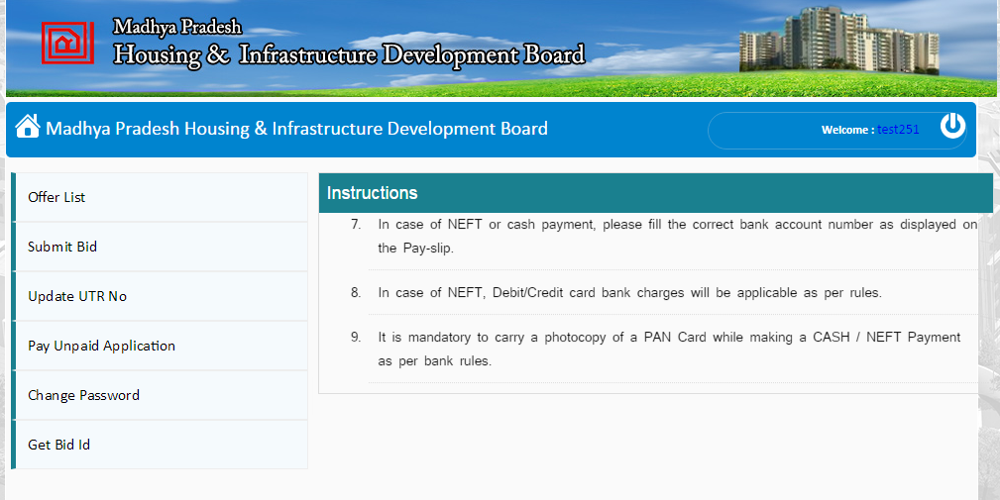 Madhya Pradesh
Housing & Infrastructure Development Board
Madhya Pradesh Housing & Infrastructure Development Board
Welcome : test251
Offer List
Submit Bid
Update UTR No
Pay Unpaid Application
Change Password
Get Bid Id
Instructions
7. In case of NEFT or cash payment, please fill the correct bank account number as displayed on
the Pay-slip.
8. In case of NEFT, Debit/Credit card bank charges will be applicable as per rules.
9. It is mandatory to carry a photocopy of a PAN Card while making a CASH / NEFT Payment
as per bank rules.